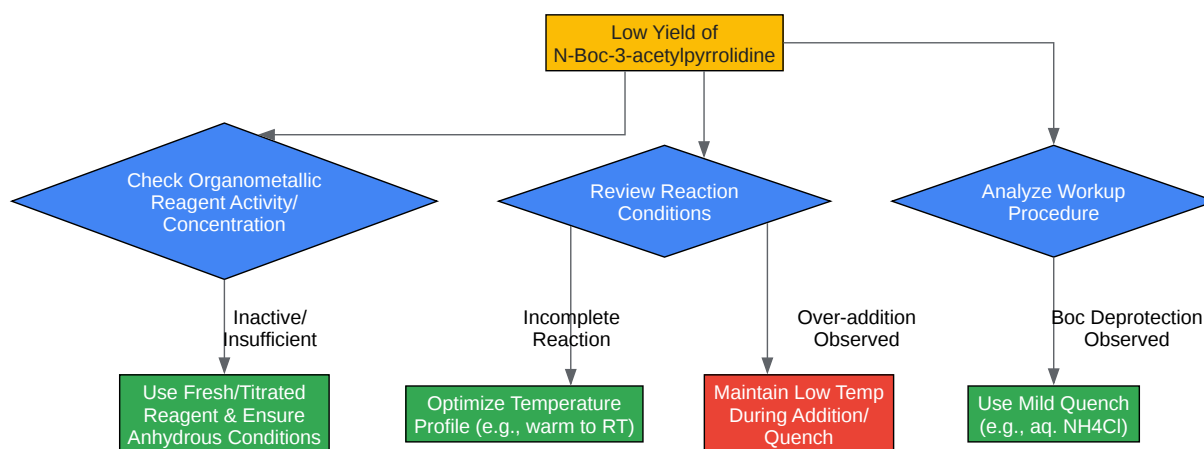 Low Yield of
N-Boc-3-acetylpyrrolidine
Check Organometallic
Reagent Activity/
Concentration
Review Reaction
Conditions
Analyze Workup
Procedure
Inactive/
Insufficient
Incomplete
Reaction
Over-addition
Observed
Boc Deprotection
Observed
Use Fresh/Titrated
Reagent & Ensure
Anhydrous Conditions
Optimize Temperature
Profile (e.g., warm to RT)
Maintain Low Temp
During Addition/
Quench
Use Mild Quench
(e.g., aq. NH4Cl)